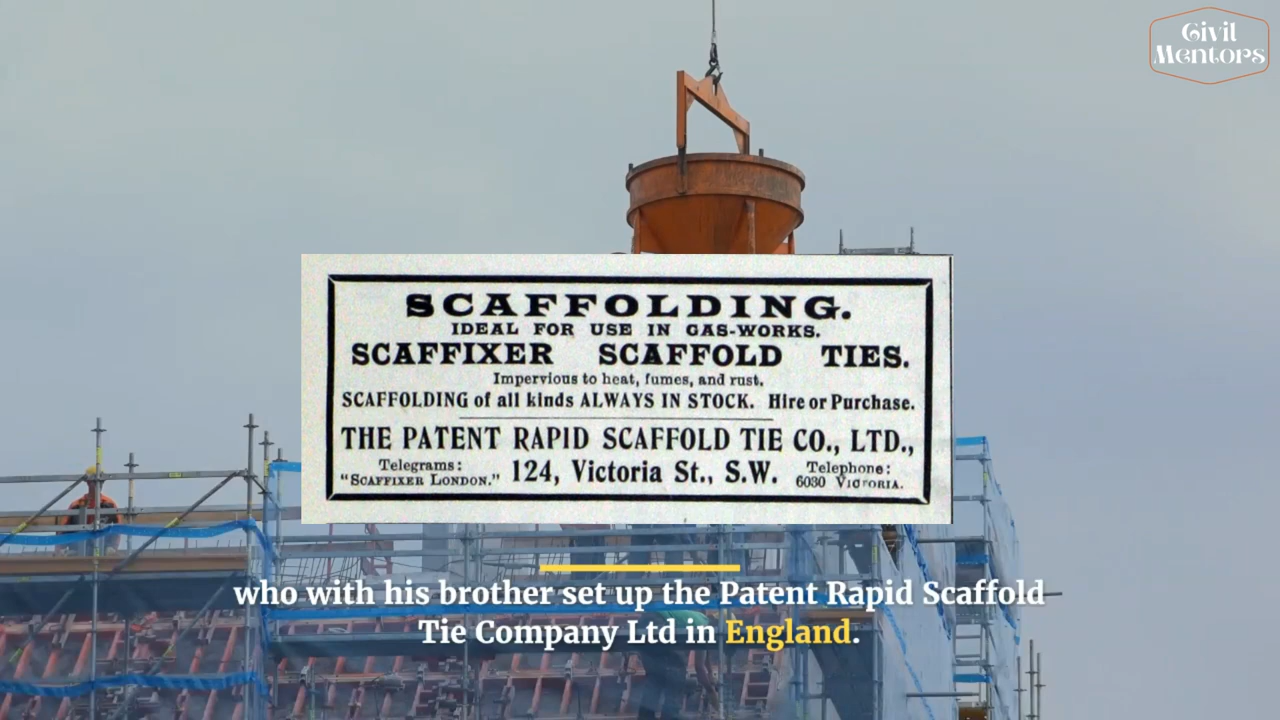 Civil
Mentors
SCAFFOLDING.
IDEAL FOR USE IN GAS-WORKS.
SCAFFIXER SCAFFOLD TIES.
Impervious to heat, fumes, and rust.
SCAFFOLDING of all kinds ALWAYS IN STOCK. Hire or Purchase.
THE PATENT RAPID SCAFFOLD TIE CO., LTD.,
Telegrams:
"SCAFFIXER LONDON."
124, Victoria St., S.W.
Telephone:
6030 VICTORIA.
who with his brother set up the Patent Rapid Scaffold
Tie Company Ltd in England.